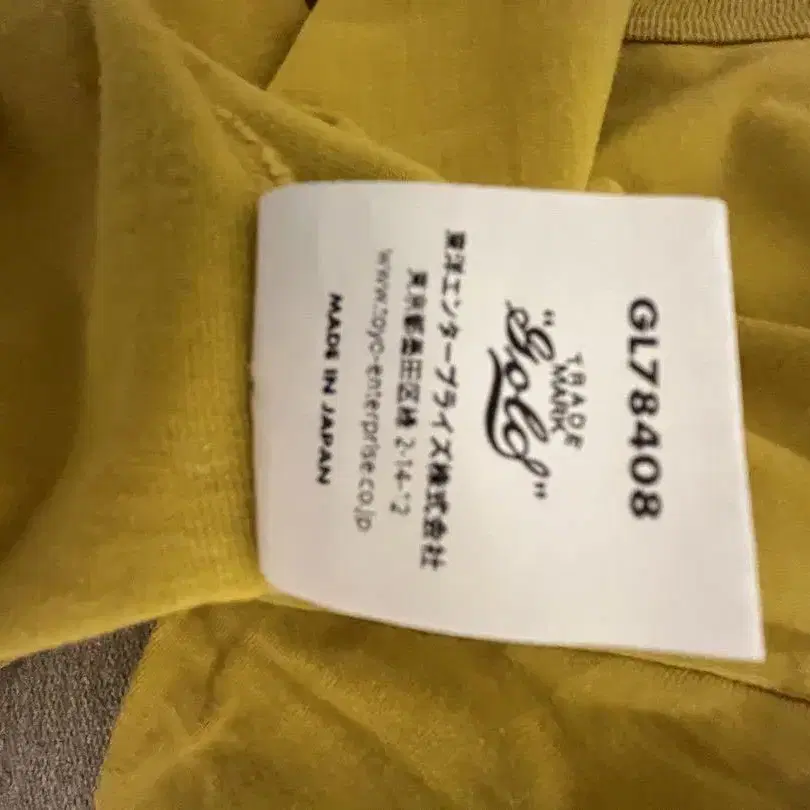 GL78408
TRADE
MARK
"Golo"
東洋エンタープライズ株式会社
東京都墨田区緑 2-14-12
www.toyo-enterprise.co.jp
MADE IN JAPAN